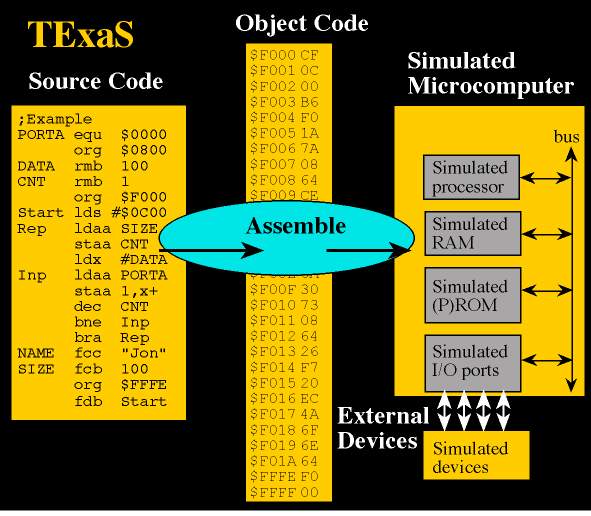 TExaS
Source Code
;Example
PORTA equ $0000
org $0800
DATA rmb 100
CNT rmb 1
org $F000
Start lds #$0C00
Rep ldaa SIZE
staa CNT
ldx #DATA
Inp ldaa PORTA
staa 1,x+
dec CNT
bne Inp
bra Rep
NAME fcc "Jon"
SIZE fcb 100
org $FFFE
fdb Start
Object Code
$F000 CF
$F001 0C
$F002 00
$F003 B6
$F004 F0
$F005 1A
$F006 7A
$F007 08
$F008 64
$F009 CE
Assemble
$F00F 30
$F010 73
$F011 08
$F012 64
$F013 26
$F014 F7
$F015 20
$F016 EC
$F017 4A
$F018 6F
$F019 6E
$F01A 64
$FFFE F0
$FFFF 00
Simulated
Microcomputer
bus
Simulated
processor
Simulated
RAM
Simulated
(P)ROM
Simulated
I/O ports
External
Devices
Simulated
devices